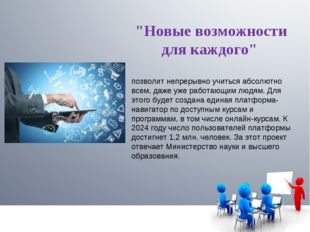 "Новые возможности
для каждого"
позволит непрерывно учиться абсолютно
всем, даже уже работающим людям. Для
этого будет создана единая платформа-
навигатор по доступным курсам и
программам, в том числе онлайн-курсам. К
2024 году число пользователей платформы
достигнет 1,2 млн. человек. За этот проект
отвечает Министерство науки и высшего
образования.